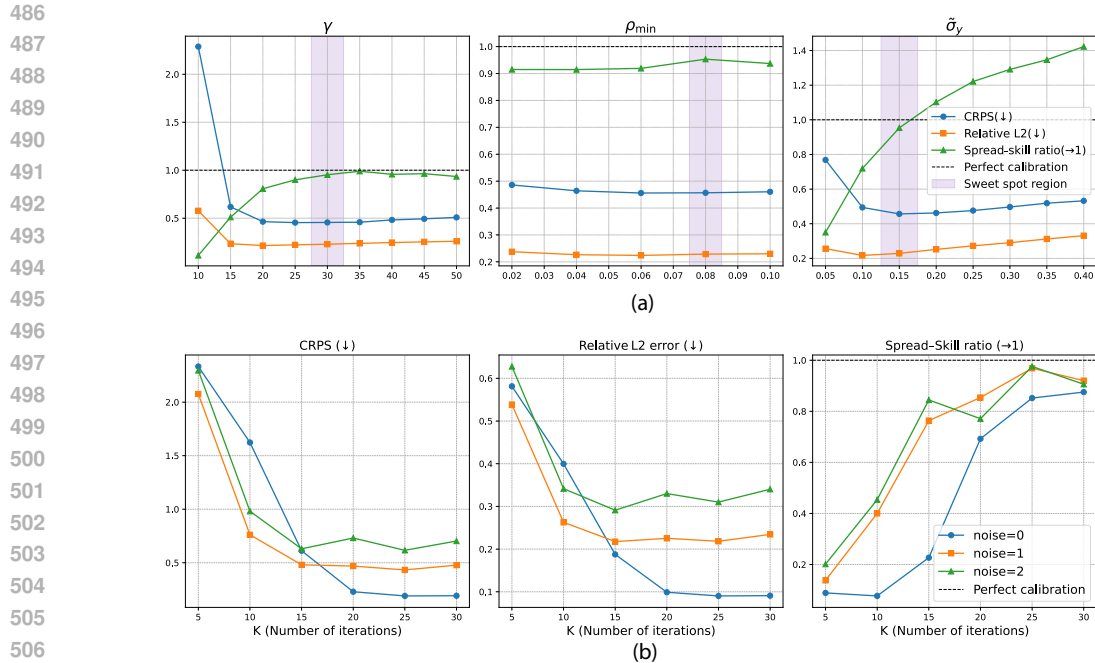 486
487
488
489
490
491
492
493
494
495
496
497
498
499
500
501
502
503
504
505
506
γ
2.0
1.5
1.0
0.5
10 15 20 25 30 35 40 45 50
ρmin
1.0
0.9
0.8
0.7
0.6
0.5
0.4
0.3
0.2
0.02 0.03 0.04 0.05 0.06 0.07 0.08 0.09 0.10
σ̃y
1.4
1.2
1.0
0.8
0.6
0.4
0.2
0.05 0.10 0.15 0.20 0.25 0.30 0.35 0.40
CRPS(↓)
Relative L2(↓)
Spread–skill ratio(→1)
Perfect calibration
Sweet spot region
(a)
CRPS (↓)
2.0
1.5
1.0
0.5
5 10 15 20 25 30
K (Number of iterations)
Relative L2 error (↓)
0.6
0.5
0.4
0.3
0.2
0.1
5 10 15 20 25 30
K (Number of iterations)
Spread–Skill ratio (→1)
1.0
0.8
0.6
0.4
0.2
5 10 15 20 25 30
K (Number of iterations)
noise=0
noise=1
noise=2
Perfect calibration
(b)